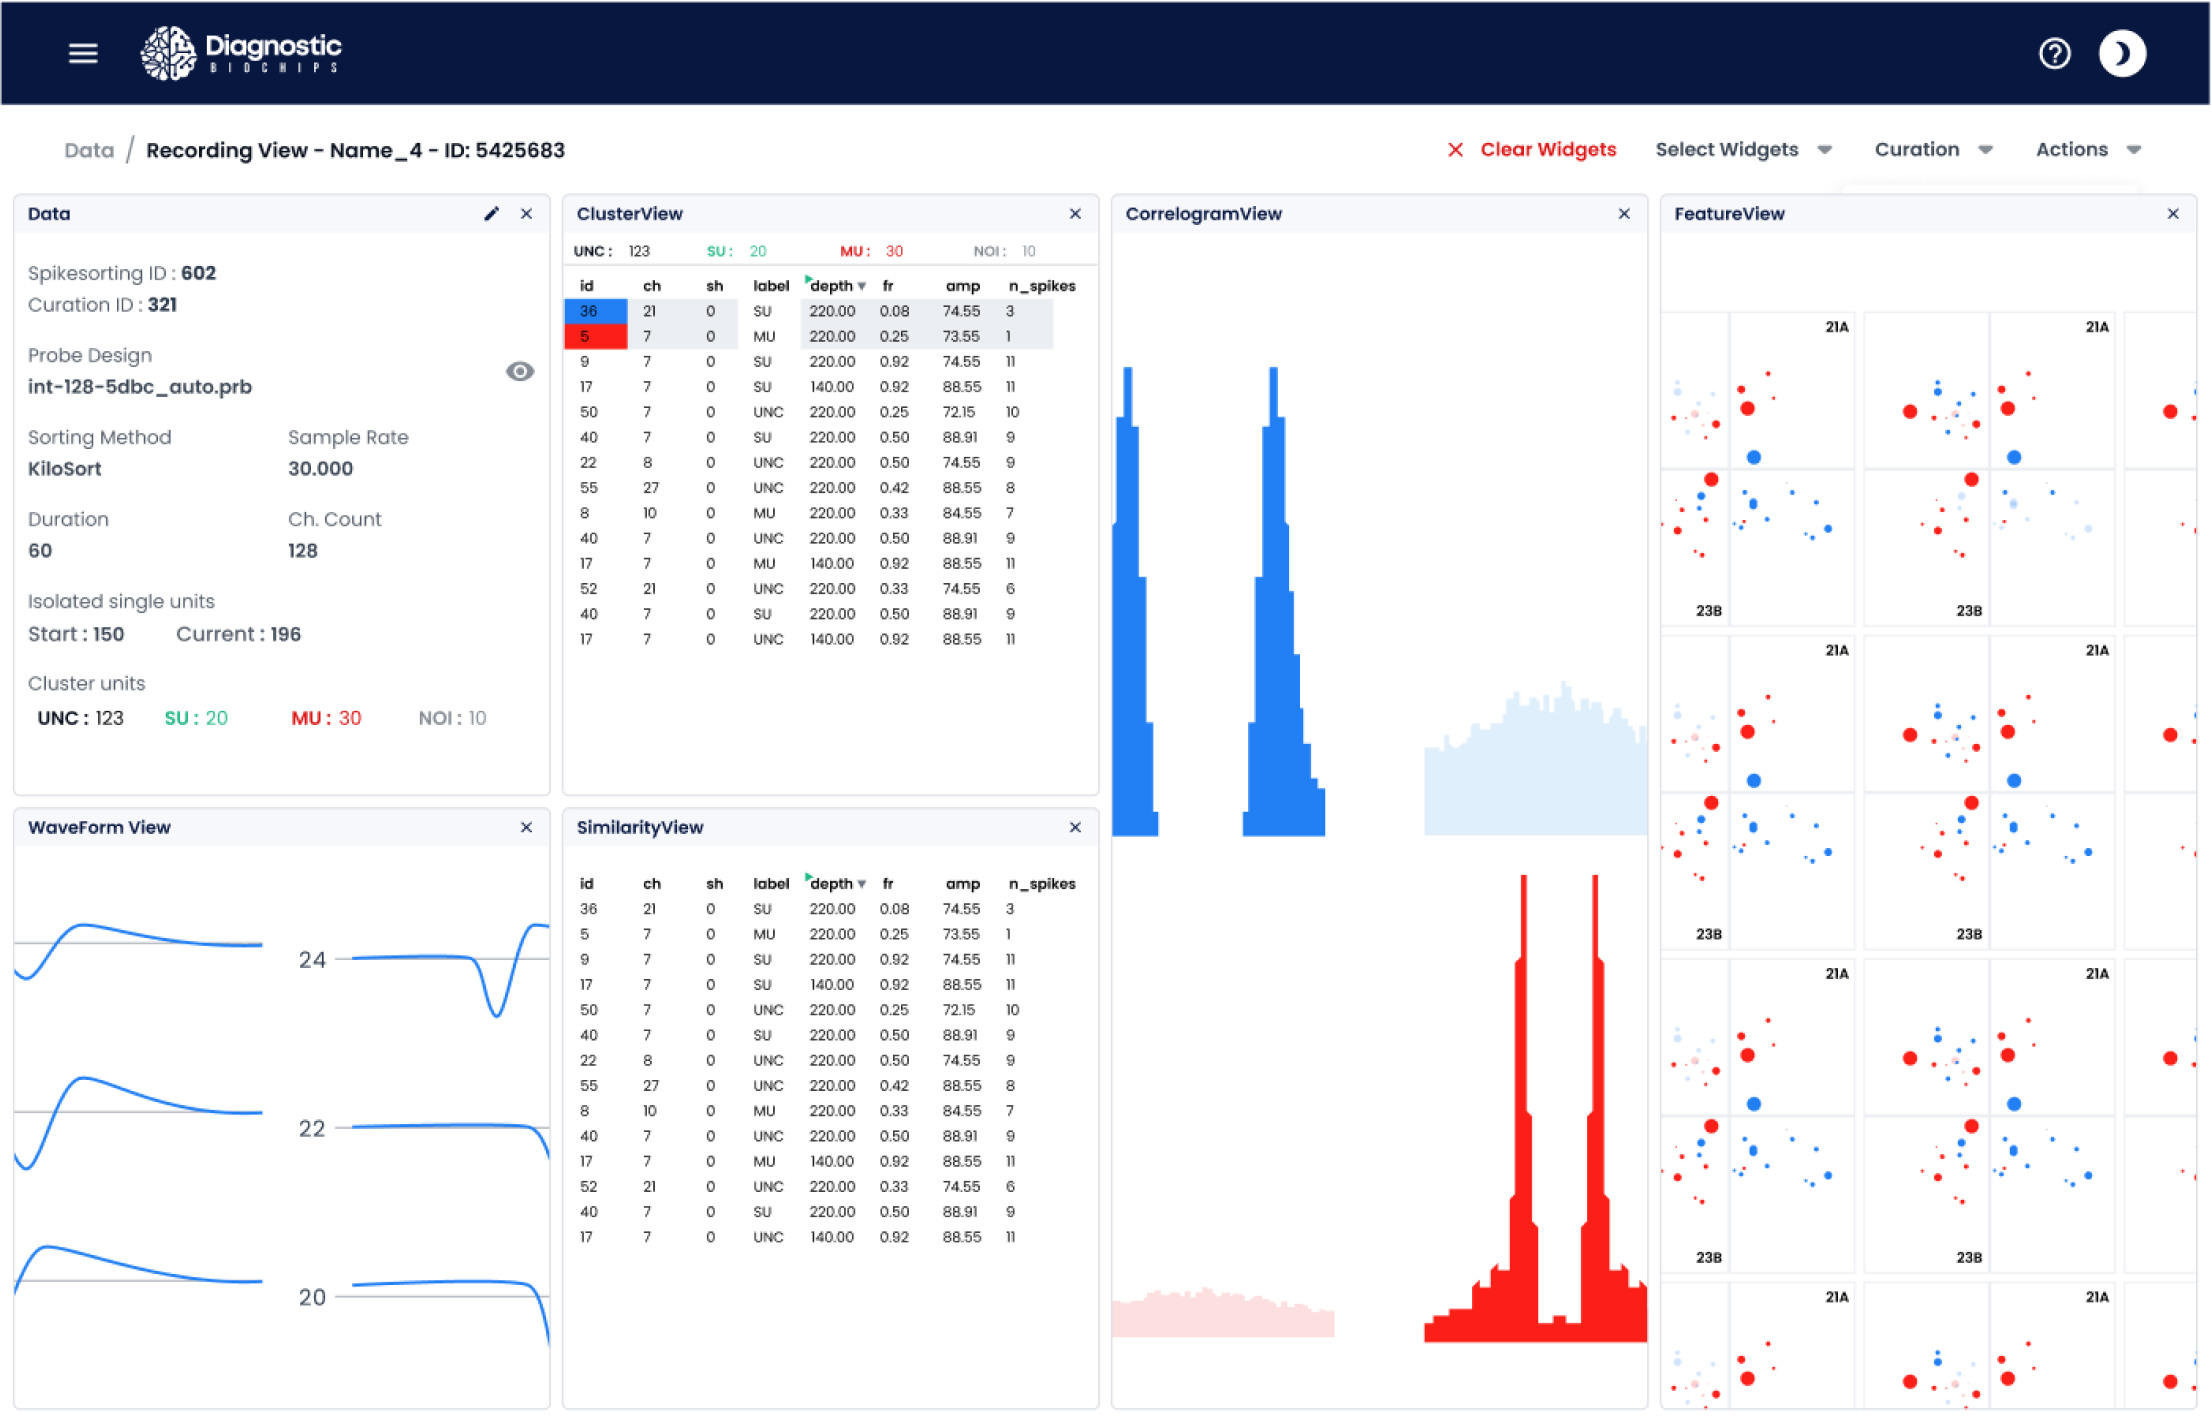 Diagnostic
BIOCHIPS
Data / Recording View - Name_4 - ID: 5425683
Clear Widgets
Select Widgets
Curation
Actions
Data
Spikesorting ID : 602
Curation ID : 321
Probe Design
int-128-5dbc_auto.prb
Sorting Method Sample Rate
KiloSort 30.000
Duration Ch. Count
60 128
Isolated single units
Start : 150 Current : 196
Cluster units
UNC : 123 SU : 20 MU : 30 NOI : 10
ClusterView
UNC : 123 SU : 20 MU : 30 NOI : 10
id ch sh label depth fr amp n_spikes
36 21 0 SU 220.00 0.08 74.55 3
5 7 0 MU 220.00 0.25 73.55 1
9 7 0 SU 220.00 0.92 74.55 11
17 7 0 SU 140.00 0.92 88.55 11
50 7 0 UNC 220.00 0.25 72.15 10
40 7 0 SU 220.00 0.50 88.91 9
22 8 0 UNC 220.00 0.50 74.55 9
55 27 0 UNC 220.00 0.42 88.55 8
8 10 0 MU 220.00 0.33 84.55 7
40 7 0 UNC 220.00 0.50 88.91 9
17 7 0 MU 140.00 0.92 88.55 11
52 21 0 UNC 220.00 0.33 74.55 6
40 7 0 SU 220.00 0.50 88.91 9
17 7 0 UNC 140.00 0.92 88.55 11
CorrelogramView
FeatureView
21A 21A
23B 23B
21A 21A
23B 23B
21A 21A
23B 23B
21A 21A
WaveForm View
24
22
20
SimilarityView
id ch sh label depth fr amp n_spikes
36 21 0 SU 220.00 0.08 74.55 3
5 7 0 MU 220.00 0.25 73.55 1
9 7 0 SU 220.00 0.92 74.55 11
17 7 0 SU 140.00 0.92 88.55 11
50 7 0 UNC 220.00 0.25 72.15 10
40 7 0 SU 220.00 0.50 88.91 9
22 8 0 UNC 220.00 0.50 74.55 9
55 27 0 UNC 220.00 0.42 88.55 8
8 10 0 MU 220.00 0.33 84.55 7
40 7 0 UNC 220.00 0.50 88.91 9
17 7 0 MU 140.00 0.92 88.55 11
52 21 0 UNC 220.00 0.33 74.55 6
40 7 0 SU 220.00 0.50 88.91 9
17 7 0 UNC 140.00 0.92 88.55 11